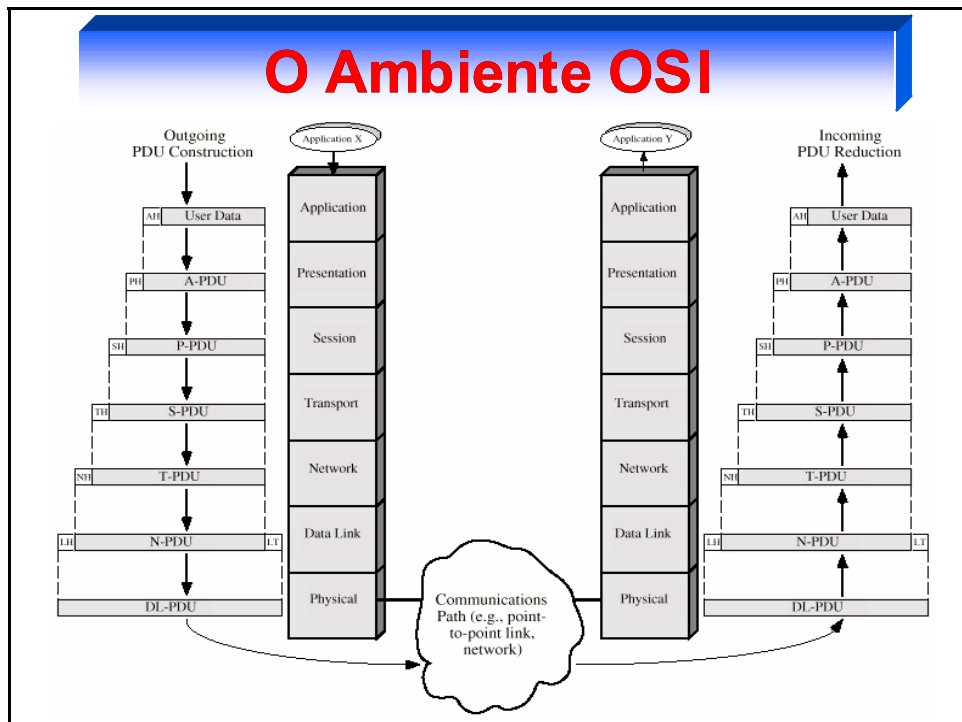 O Ambiente OSI
Outgoing
PDU Construction
Application X
Application Y
Incoming
PDU Reduction
AH User Data
Application
Application
AH User Data
PH A-PDU
Presentation
Presentation
PH A-PDU
SH P-PDU
Session
Session
SH P-PDU
TH S-PDU
Transport
Transport
TH S-PDU
NH T-PDU
Network
Network
NH T-PDU
LH N-PDU LT
Data Link
Data Link
LH N-PDU LT
DL-PDU
Physical
Communications
Path (e.g., point-
to-point link,
network)
Physical
DL-PDU